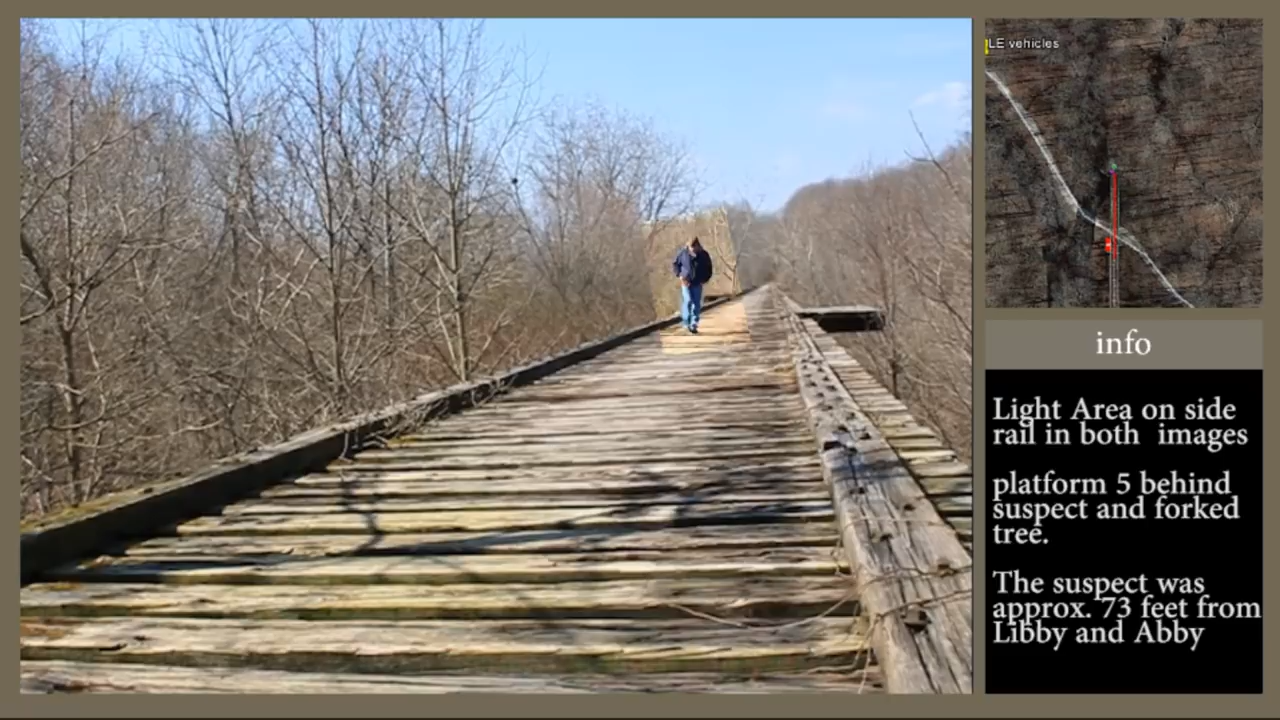 LE vehicles
info
Light Area on side
rail in both images
platform 5 behind
suspect and forked
tree.
The suspect was
approx. 73 feet from
Libby and Abby